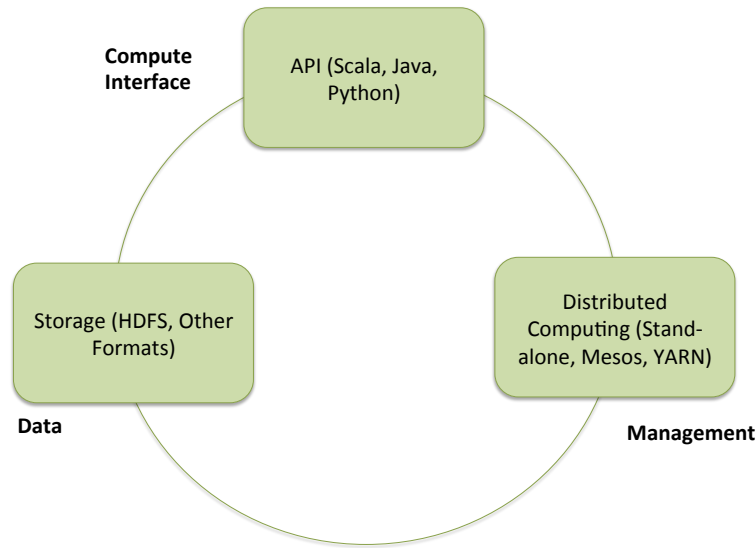 Compute
Interface
API (Scala, Java,
Python)
Storage (HDFS, Other
Formats)
Distributed
Computing (Stand-
alone, Mesos, YARN)
Data
Management